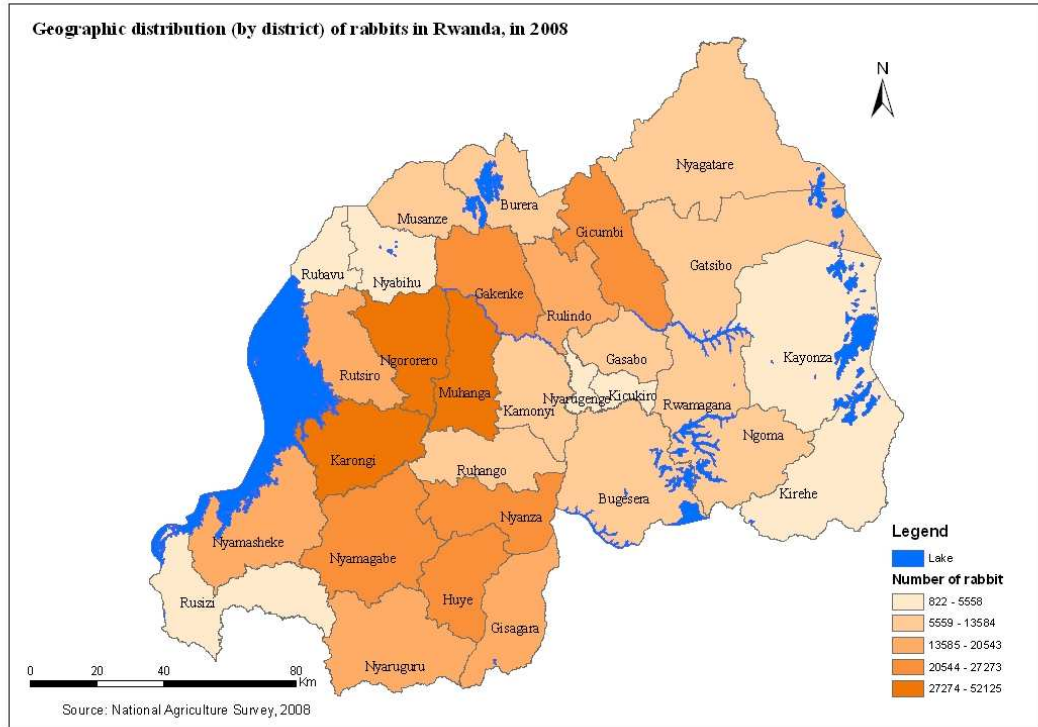 Geographic distribution (by district) of rabbits in Rwanda, in 2008
N
Nyagatare
Burera
Musanze
Gicumbi
Gatsibo
Rubavu
Nyabihu
Gakenke
Rulindo
Kayonza
Ngororero
Gasabo
Rutsiro
Muhanga
Nyarugenge
Kicukiro
Rwamagana
Kamonyi
Ngoma
Karongi
Ruhango
Bugesera
Kirehe
Nyanza
Nyamasheke
Nyamagabe
Huye
Rusizi
Gisagara
Nyaruguru
Legend
Lake
Number of rabbit
822 - 5558
5559 - 13584
13585 - 20543
20544 - 27273
27274 - 52125
0 20 40 80
Km
Source: National Agriculture Survey, 2008